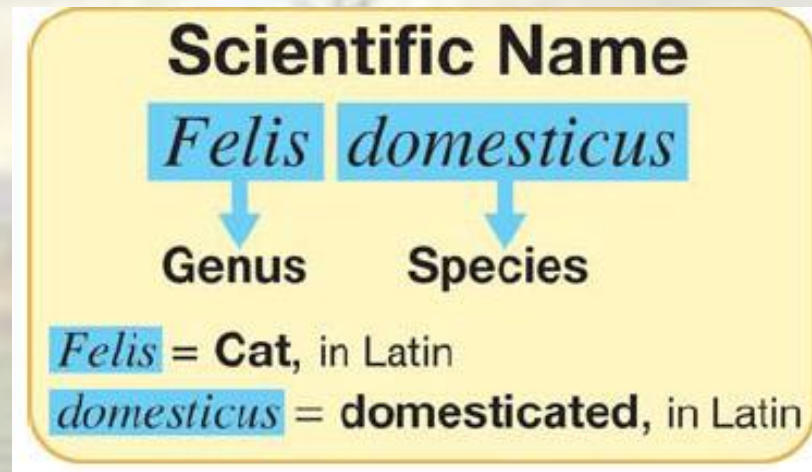 Scientific Name
Felis domesticus
Genus Species
Felis = Cat, in Latin
domesticus = domesticated, in Latin